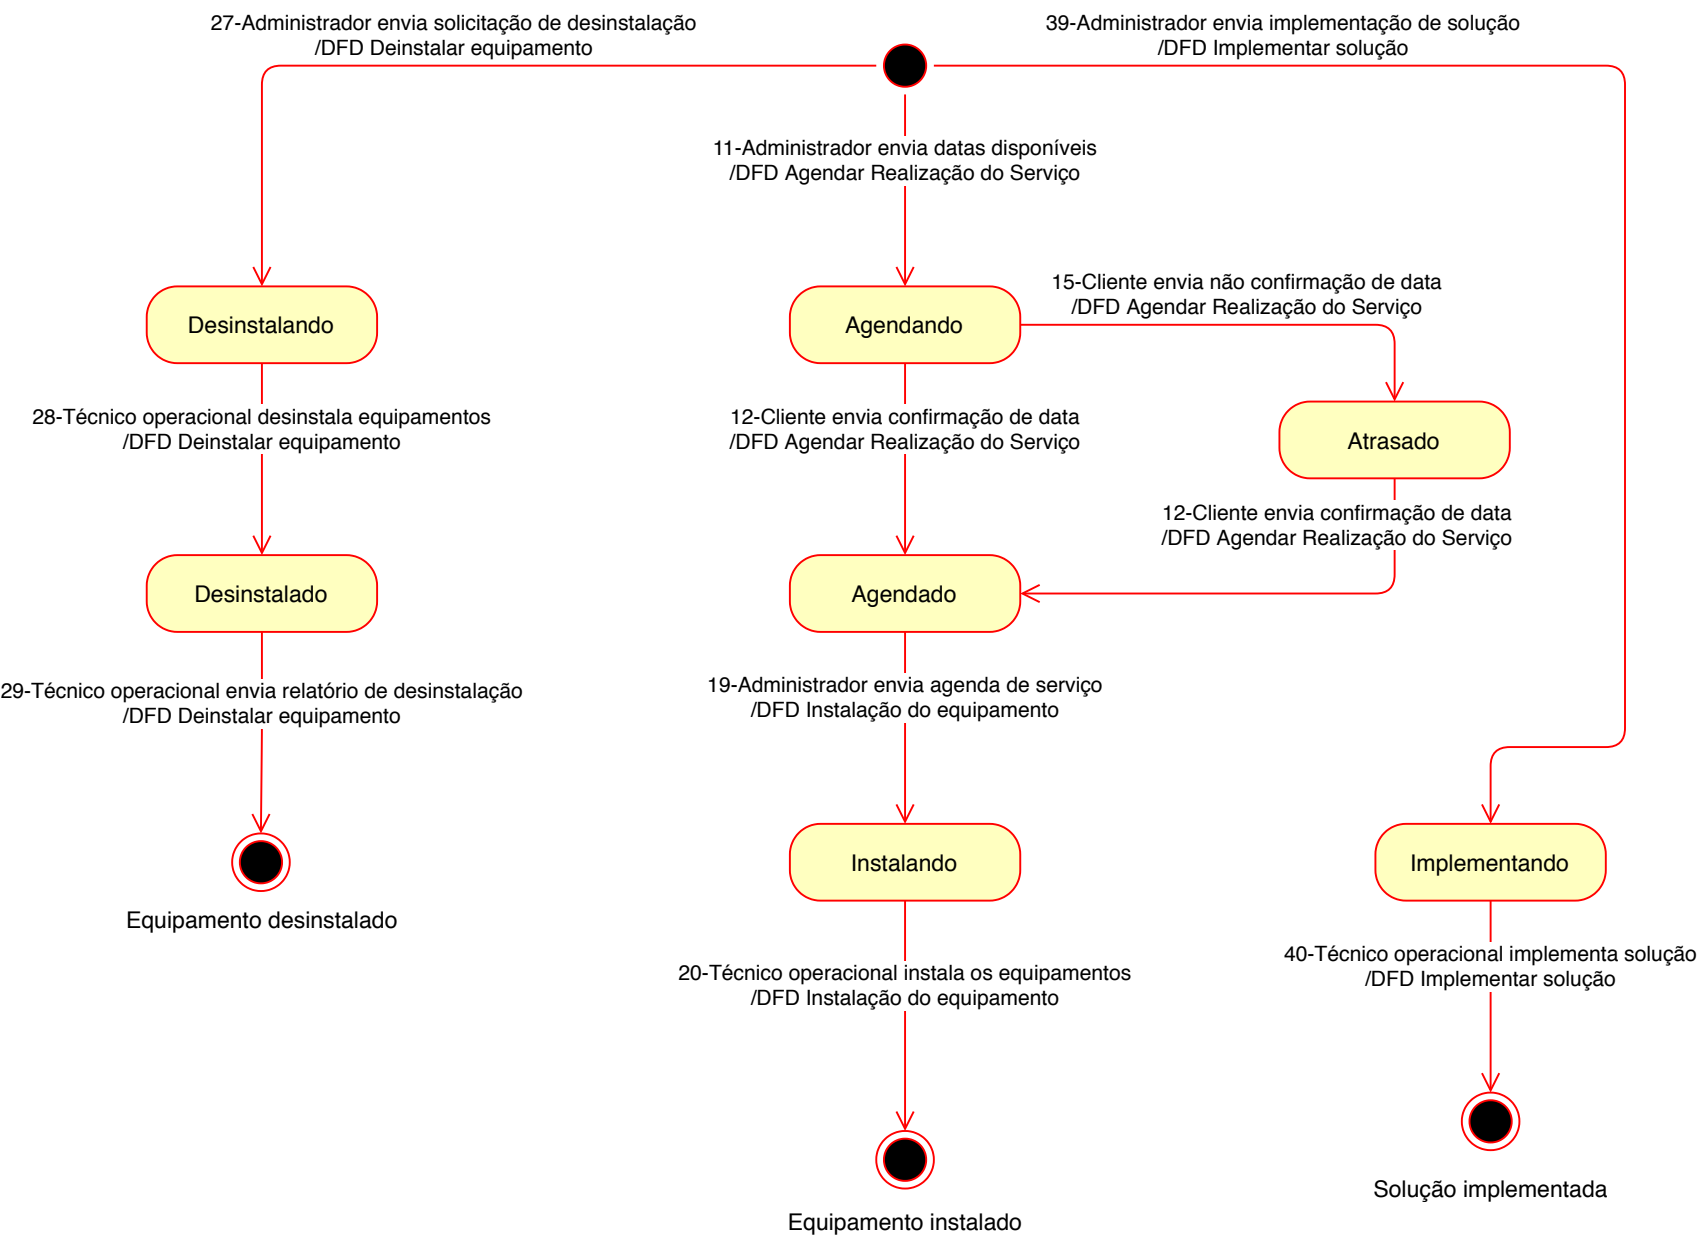 27-Administrador envia solicitação de desinstalação
/DFD Deinstalar equipamento
39-Administrador envia implementação de solução
/DFD Implementar solução
11-Administrador envia datas disponíveis
/DFD Agendar Realização do Serviço
15-Cliente envia não confirmação de data
/DFD Agendar Realização do Serviço
Desinstalando
Agendando
28-Técnico operacional desinstala equipamentos
/DFD Deinstalar equipamento
12-Cliente envia confirmação de data
/DFD Agendar Realização do Serviço
Atrasado
12-Cliente envia confirmação de data
/DFD Agendar Realização do Serviço
Desinstalado
Agendado
29-Técnico operacional envia relatório de desinstalação
/DFD Deinstalar equipamento
19-Administrador envia agenda de serviço
/DFD Instalação do equipamento
Instalando
Implementando
Equipamento desinstalado
20-Técnico operacional instala os equipamentos
/DFD Instalação do equipamento
40-Técnico operacional implementa solução
/DFD Implementar solução
Solução implementada
Equipamento instalado